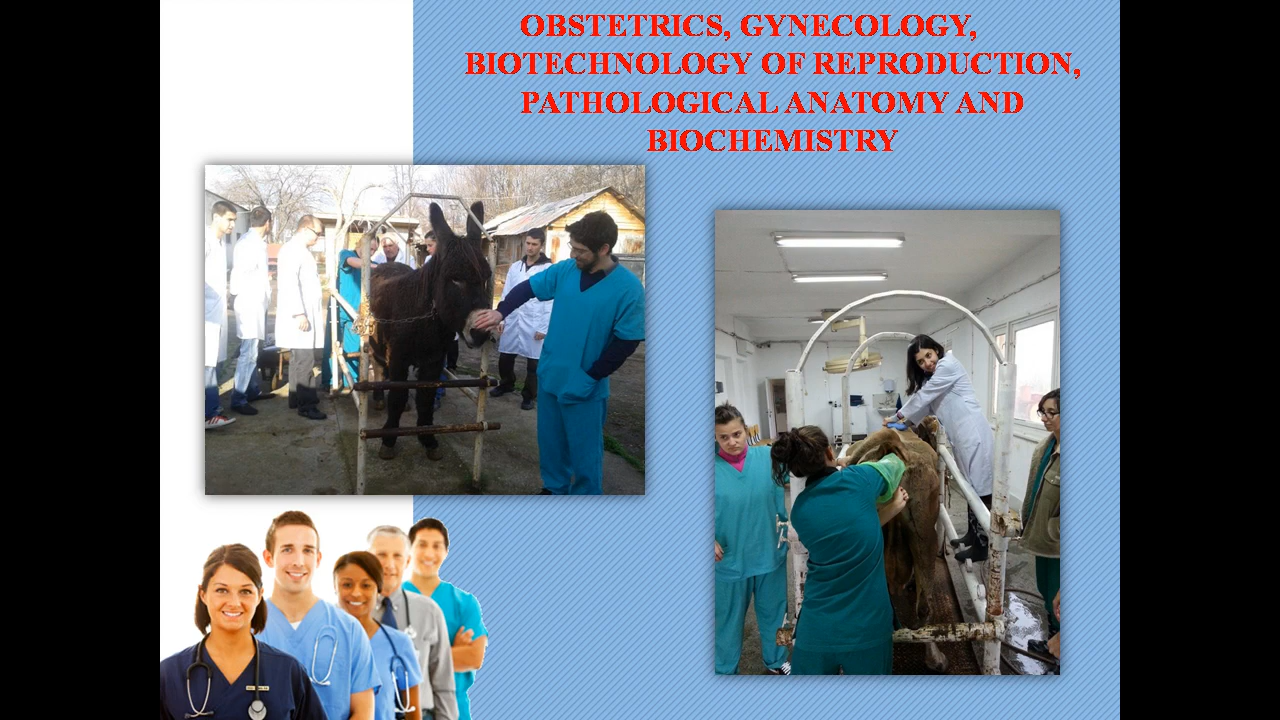 OBSTETRICS, GYNECOLOGY,
BIOTECHNOLOGY OF REPRODUCTION,
PATHOLOGICAL ANATOMY AND
BIOCHEMISTRY